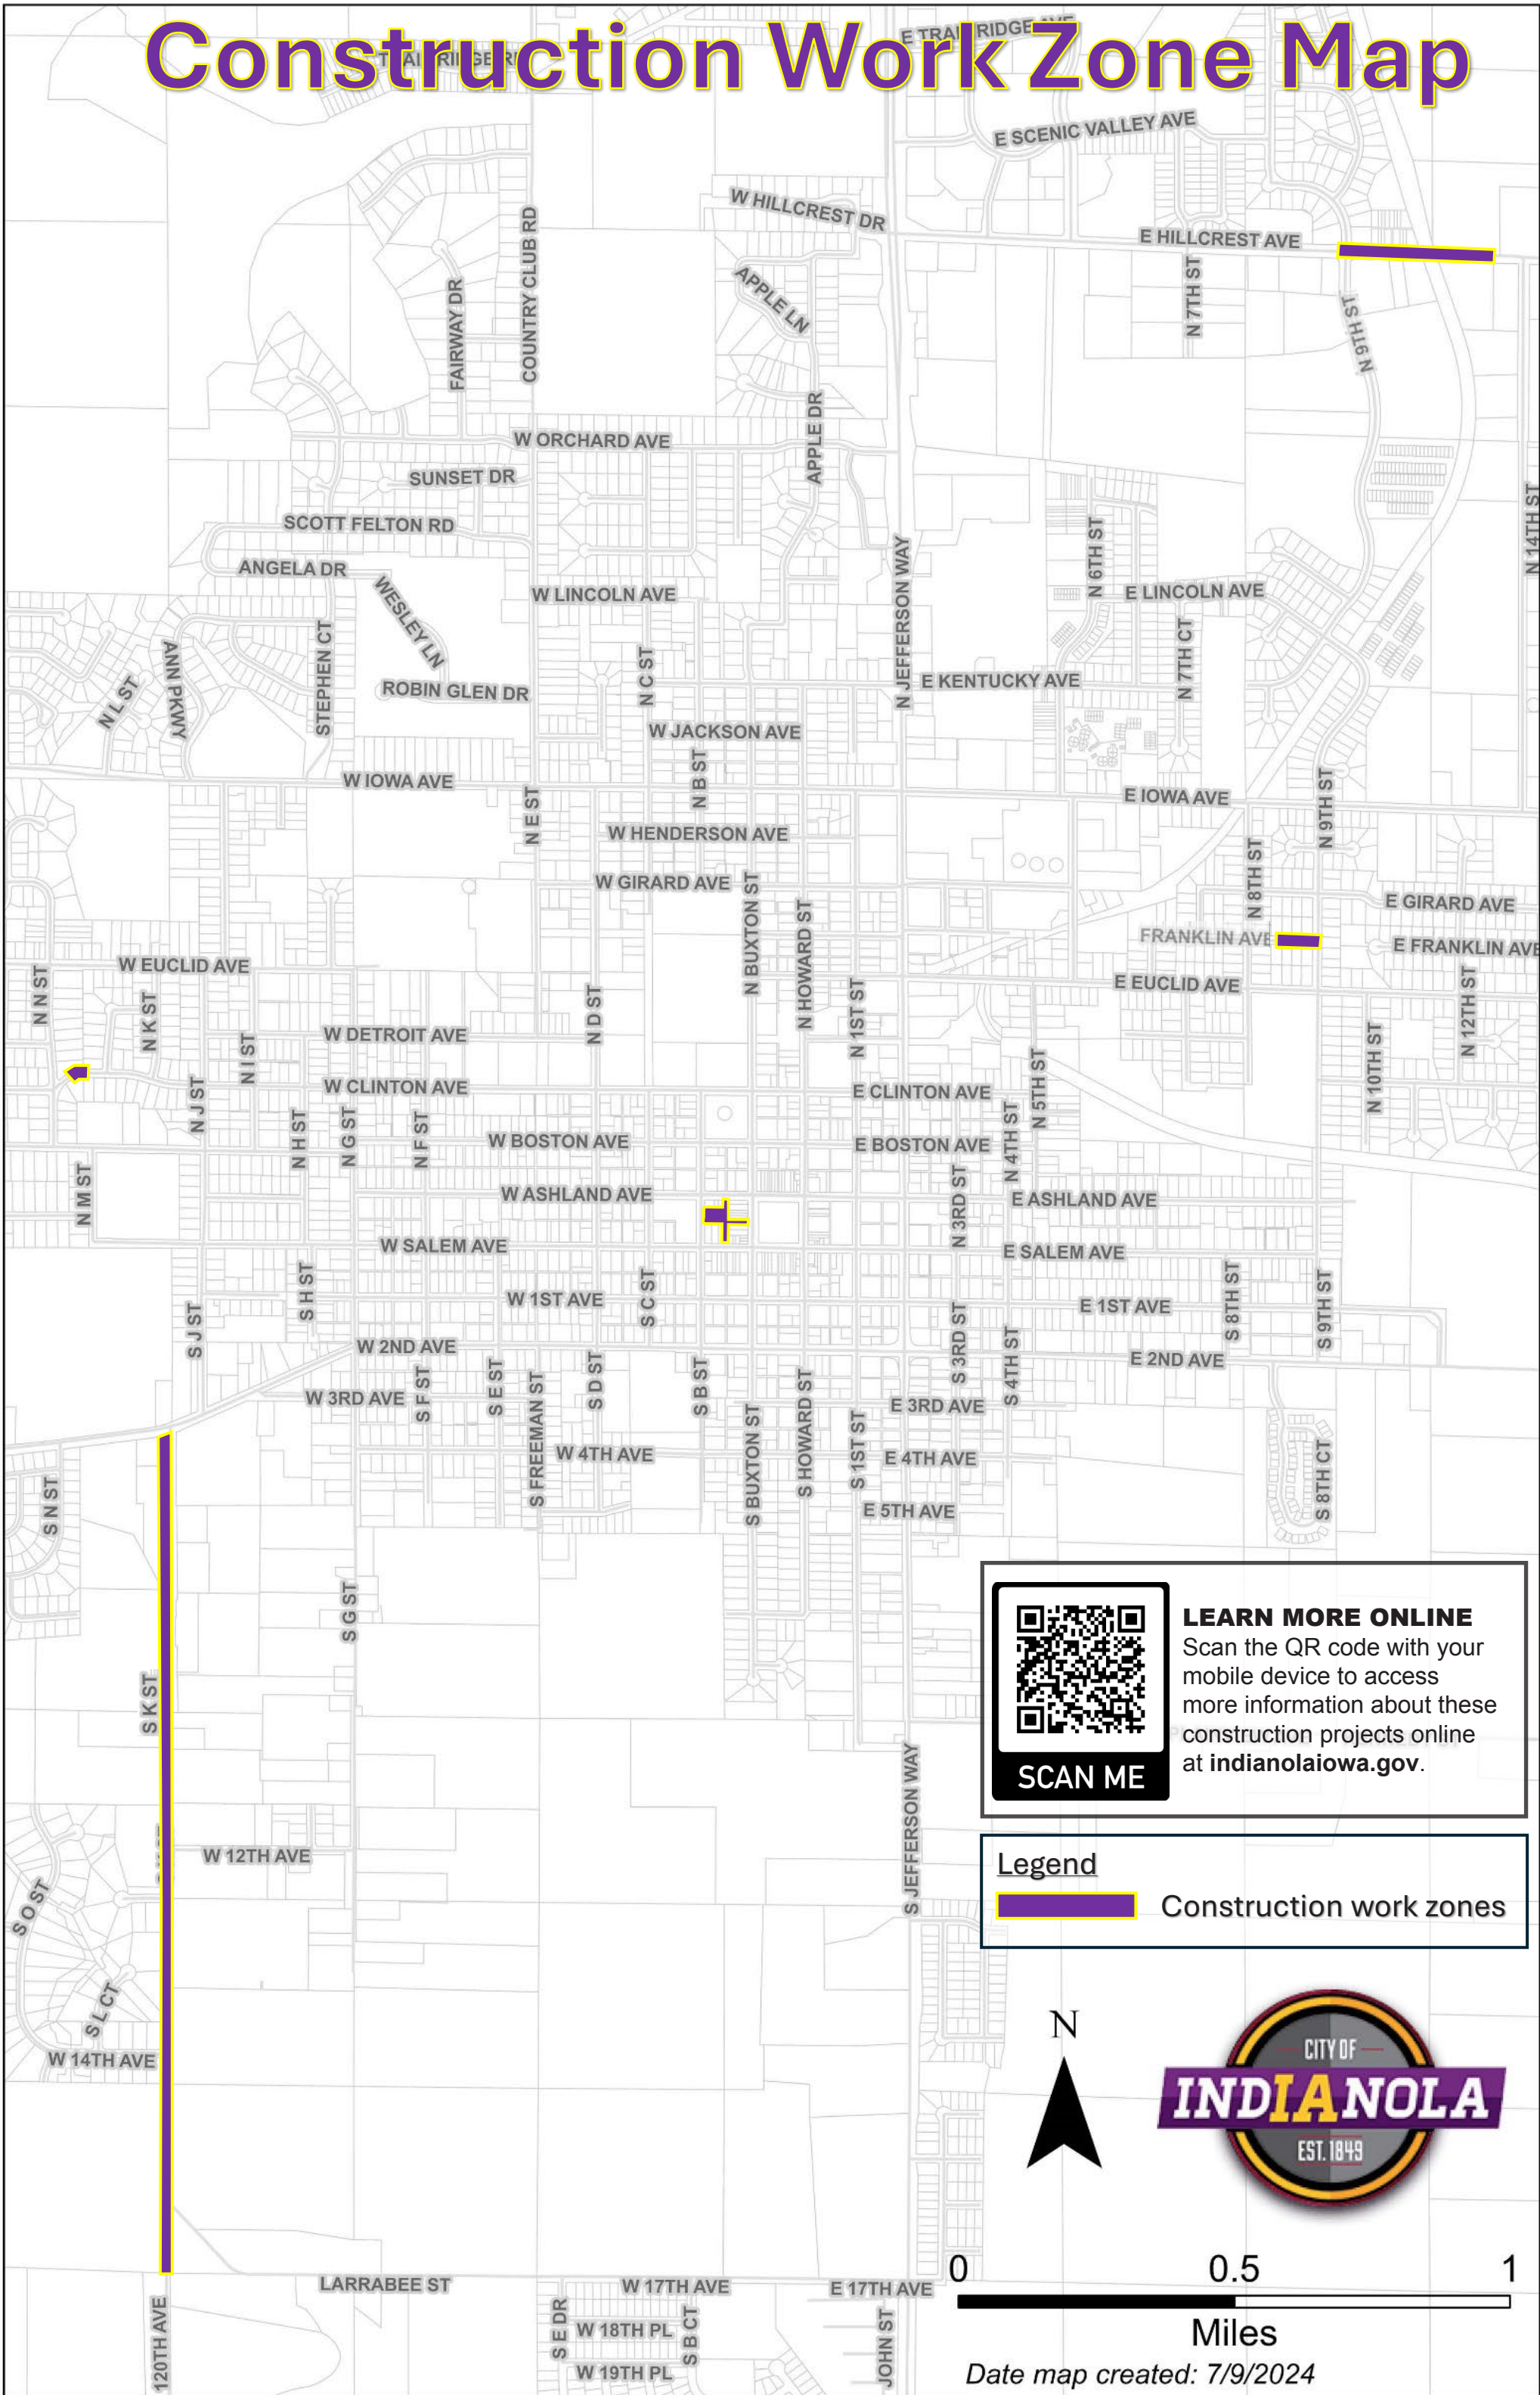 Construction Work Zone Map
E TRAIL RIDGE AVE
TRAIL RIDGE RD
E SCENIC VALLEY AVE
W HILLCREST DR
E HILLCREST AVE
COUNTRY CLUB RD
FAIRWAY DR
APPLE LN
N 7TH ST
N 9TH ST
APPLE DR
W ORCHARD AVE
SUNSET DR
SCOTT FELTON RD
N 14TH ST
N 6TH ST
ANGELA DR
WESLEY LN
W LINCOLN AVE
N JEFFERSON WAY
E LINCOLN AVE
N L ST
ANN PKWY
STEPHEN CT
ROBIN GLEN DR
N C ST
E KENTUCKY AVE
N 7TH CT
W JACKSON AVE
W IOWA AVE
N B ST
E IOWA AVE
N E ST
W HENDERSON AVE
N 9TH ST
N 8TH ST
W GIRARD AVE
N BUXTON ST
N HOWARD ST
E GIRARD AVE
FRANKLIN AVE
E FRANKLIN AVE
W EUCLID AVE
E EUCLID AVE
N N ST
N K ST
N D ST
N 1ST ST
N 12TH ST
N I ST
W DETROIT AVE
N 5TH ST
N 10TH ST
W CLINTON AVE
E CLINTON AVE
N J ST
N H ST
N G ST
N F ST
W BOSTON AVE
E BOSTON AVE
N 4TH ST
N M ST
W ASHLAND AVE
N 3RD ST
E ASHLAND AVE
W SALEM AVE
E SALEM AVE
S H ST
S C ST
W 1ST AVE
E 1ST AVE
S 8TH ST
S 9TH ST
S J ST
W 2ND AVE
S 3RD ST
S 4TH ST
E 2ND AVE
W 3RD AVE
S F ST
S E ST
S FREEMAN ST
S D ST
S B ST
S BUXTON ST
S HOWARD ST
S 1ST ST
E 3RD AVE
W 4TH AVE
E 4TH AVE
S 8TH CT
S N ST
E 5TH AVE
S G ST
S K ST
LEARN MORE ONLINE
Scan the QR code with your
mobile device to access
more information about these
construction projects online
at indianolaiowa.gov.
SCAN ME
S JEFFERSON WAY
W 12TH AVE
Legend
Construction work zones
S O ST
S L CT
W 14TH AVE
N
CITY OF
INDIANOLA
EST. 1849
LARRABEE ST
W 17TH AVE
E 17TH AVE
0 0.5 1
Miles
120TH AVE
S E DR
W 18TH PL
S B CT
JOHN ST
W 19TH PL
Date map created: 7/9/2024